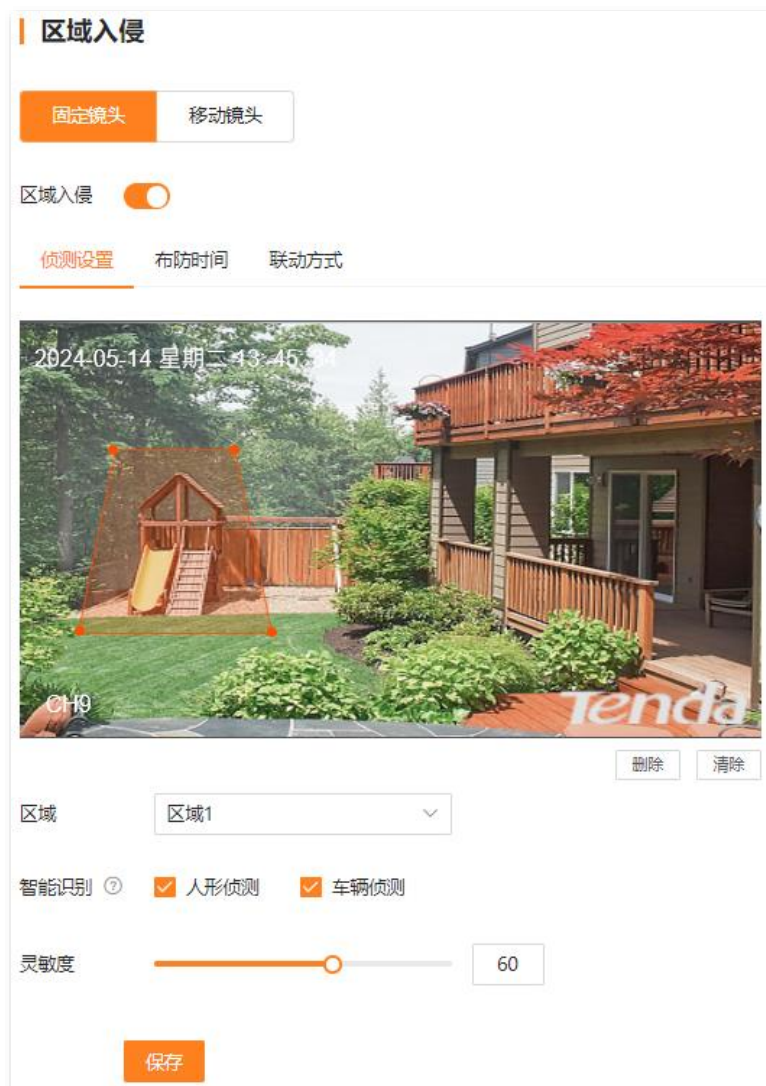 区域入侵
固定镜头 移动镜头
区域入侵
侦测设置 布防时间 联动方式
2024-05-14 星期二 13:45:34
CH9
Tenda
删除 清除
区域 区域1
智能识别 ? 人形侦测 车辆侦测
灵敏度 60
保存